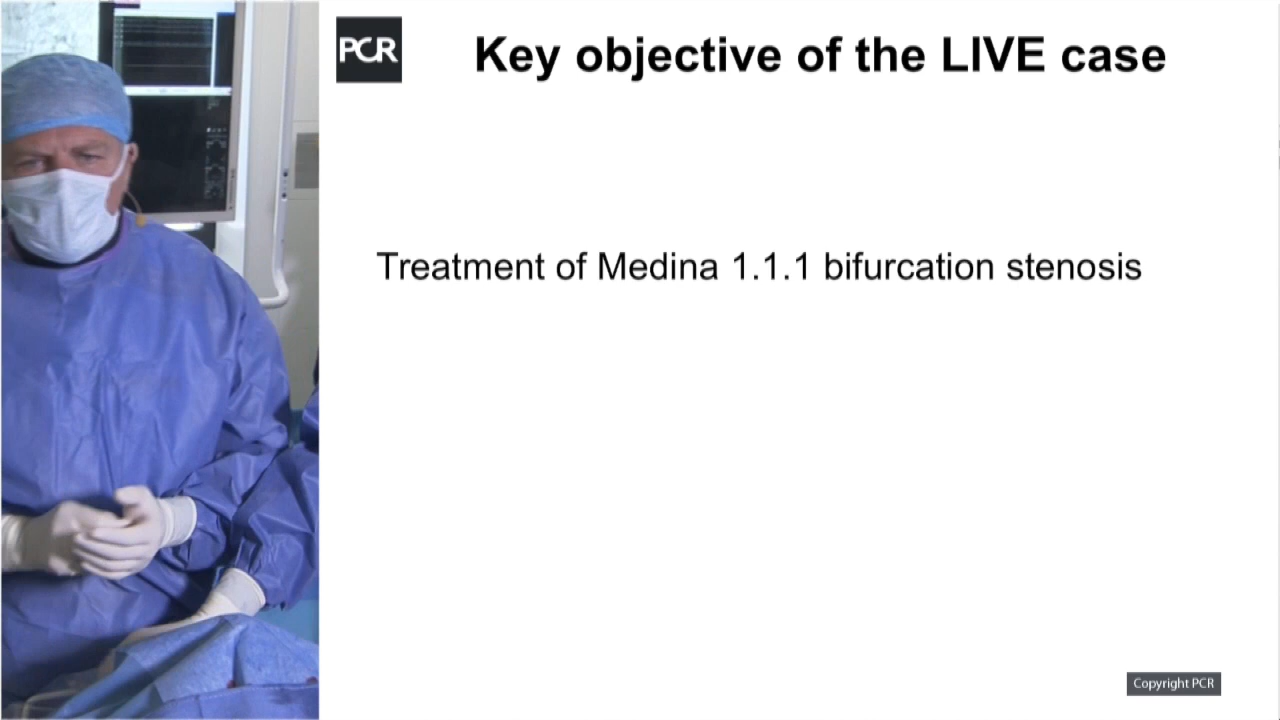 PCR
Key objective of the LIVE case
Treatment of Medina 1.1.1 bifurcation stenosis
Copyright PCR